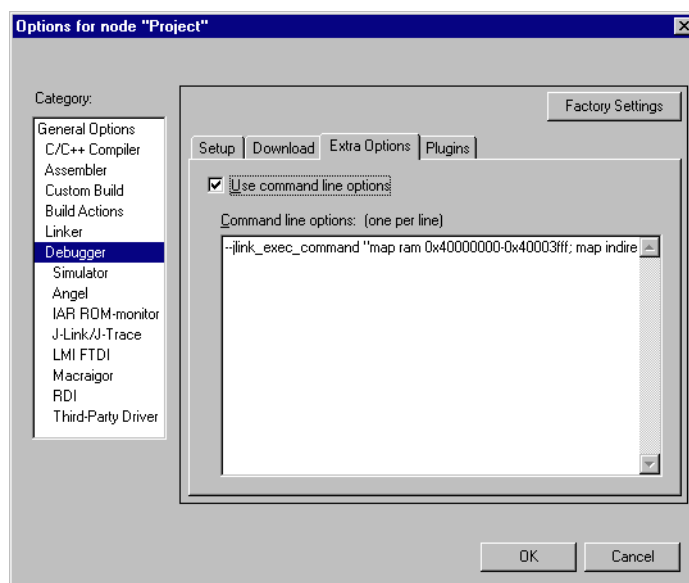 Options for node "Project"
Category:
Factory Settings
General Options
C/C++ Compiler
Assembler
Custom Build
Build Actions
Linker
Debugger
Simulator
Angel
IAR ROM-monitor
J-Link/J-Trace
LMI FTDI
Macraigor
RDI
Third-Party Driver
Setup Download Extra Options Plugins
Use command line options
Command line options: (one per line)
--jlink_exec_command "map ram 0x40000000-0x40003fff; map indire
OK Cancel